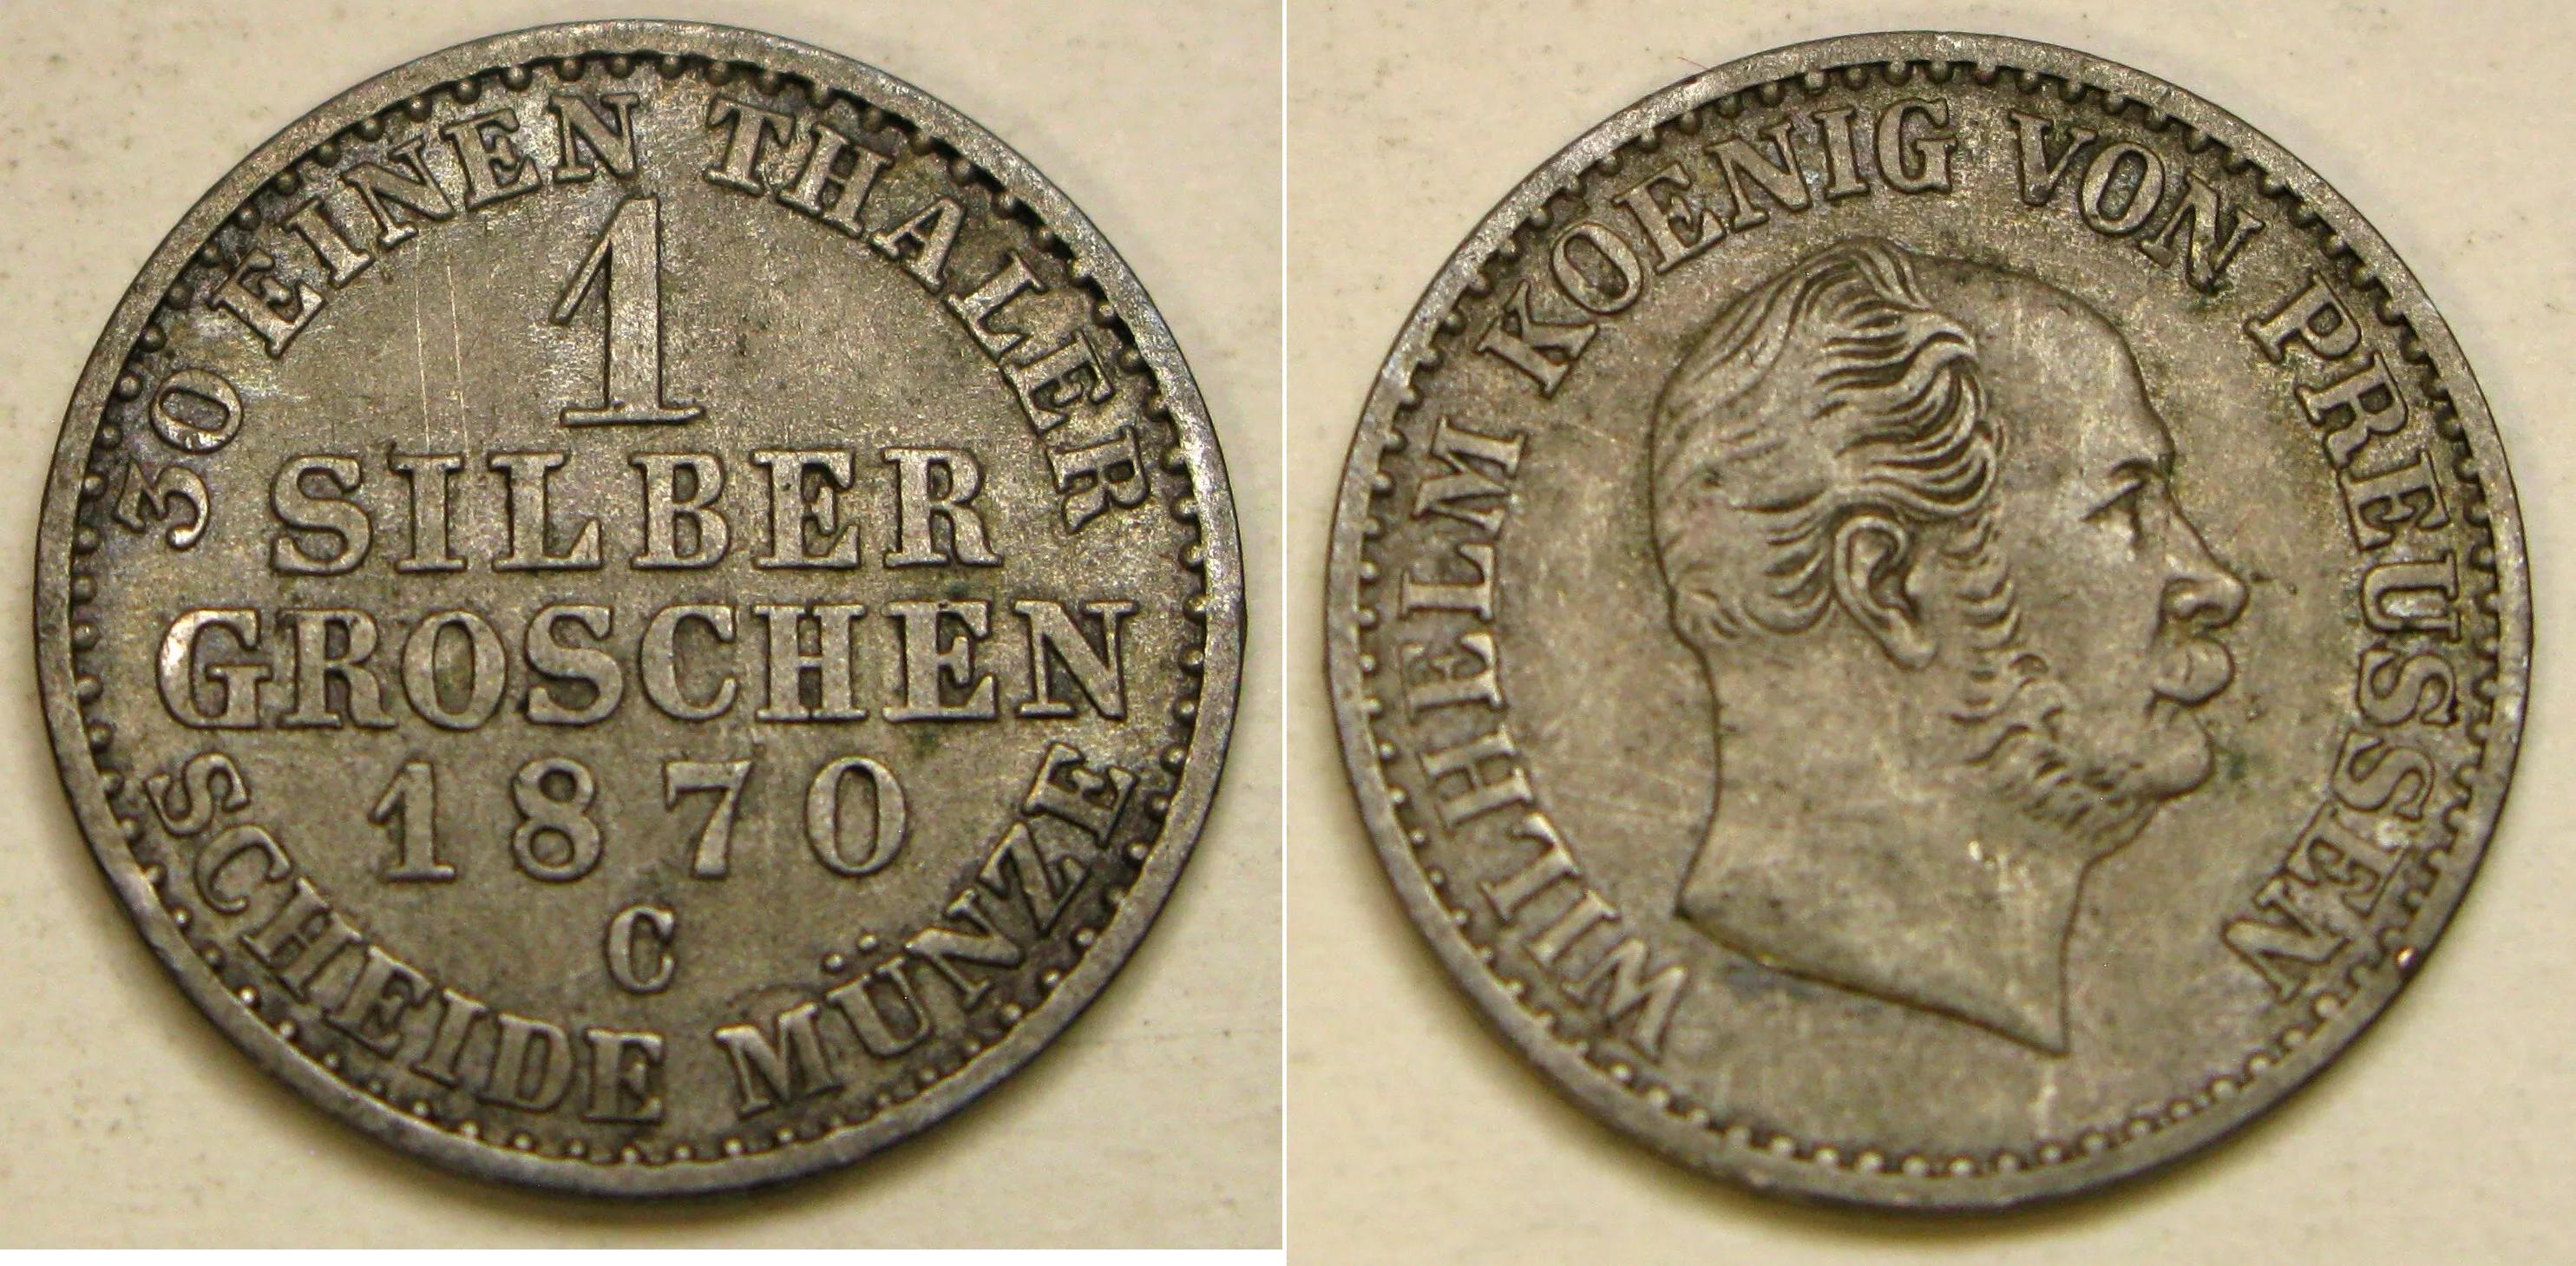 30 EINEN THALER
1
SILBER
GROSCHEN
1870
C
SCHEIDE MÜNZE
WILHELM KOENIG VON PREUSSEN